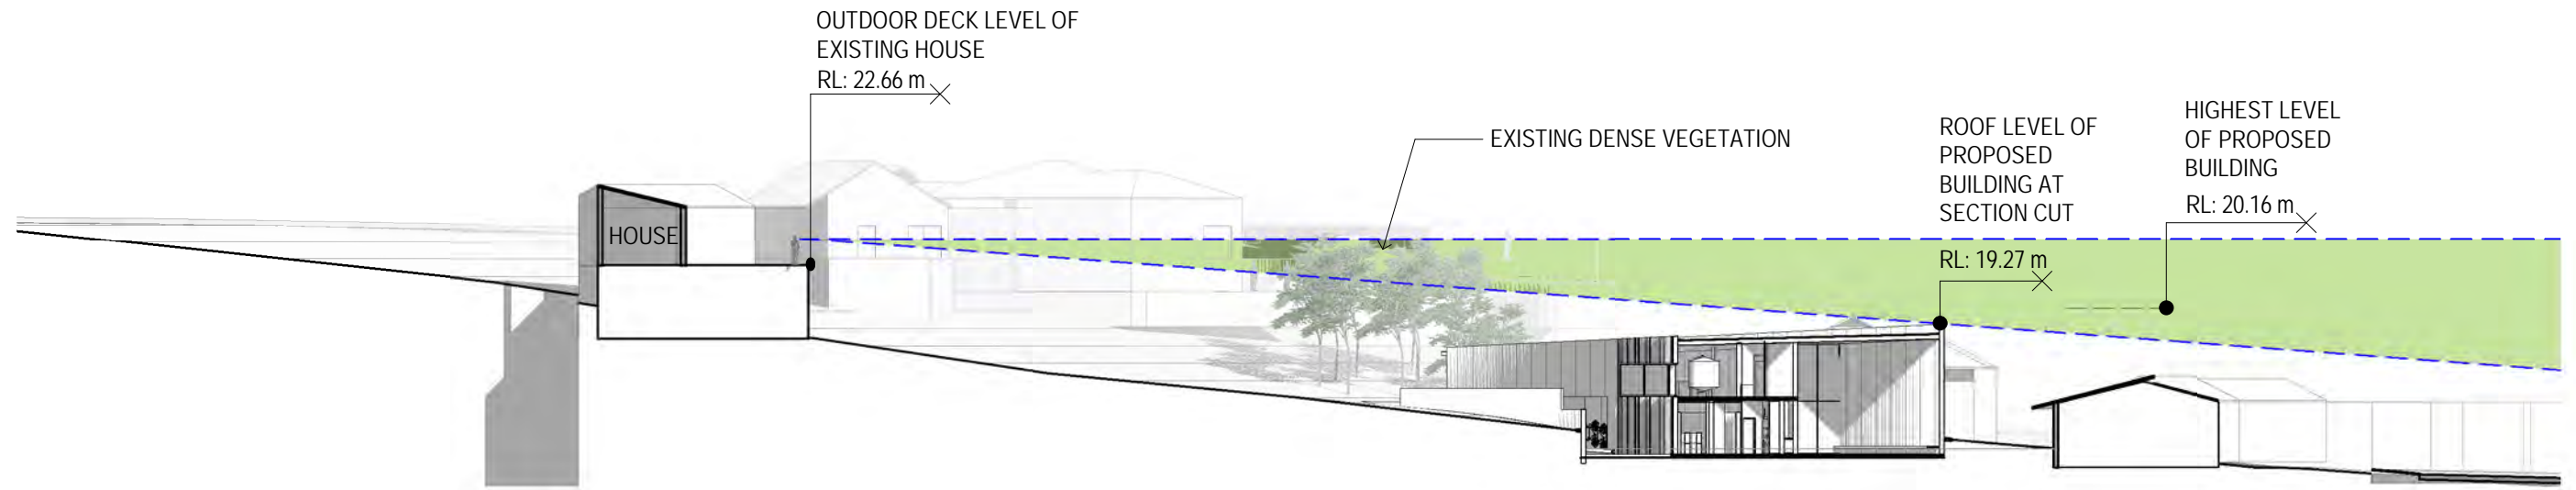 OUTDOOR DECK LEVEL OF
EXISTING HOUSE
RL: 22.66 m
EXISTING DENSE VEGETATION
ROOF LEVEL OF
PROPOSED
BUILDING AT
SECTION CUT
RL: 19.27 m
HIGHEST LEVEL
OF PROPOSED
BUILDING
RL: 20.16 m
HOUSE